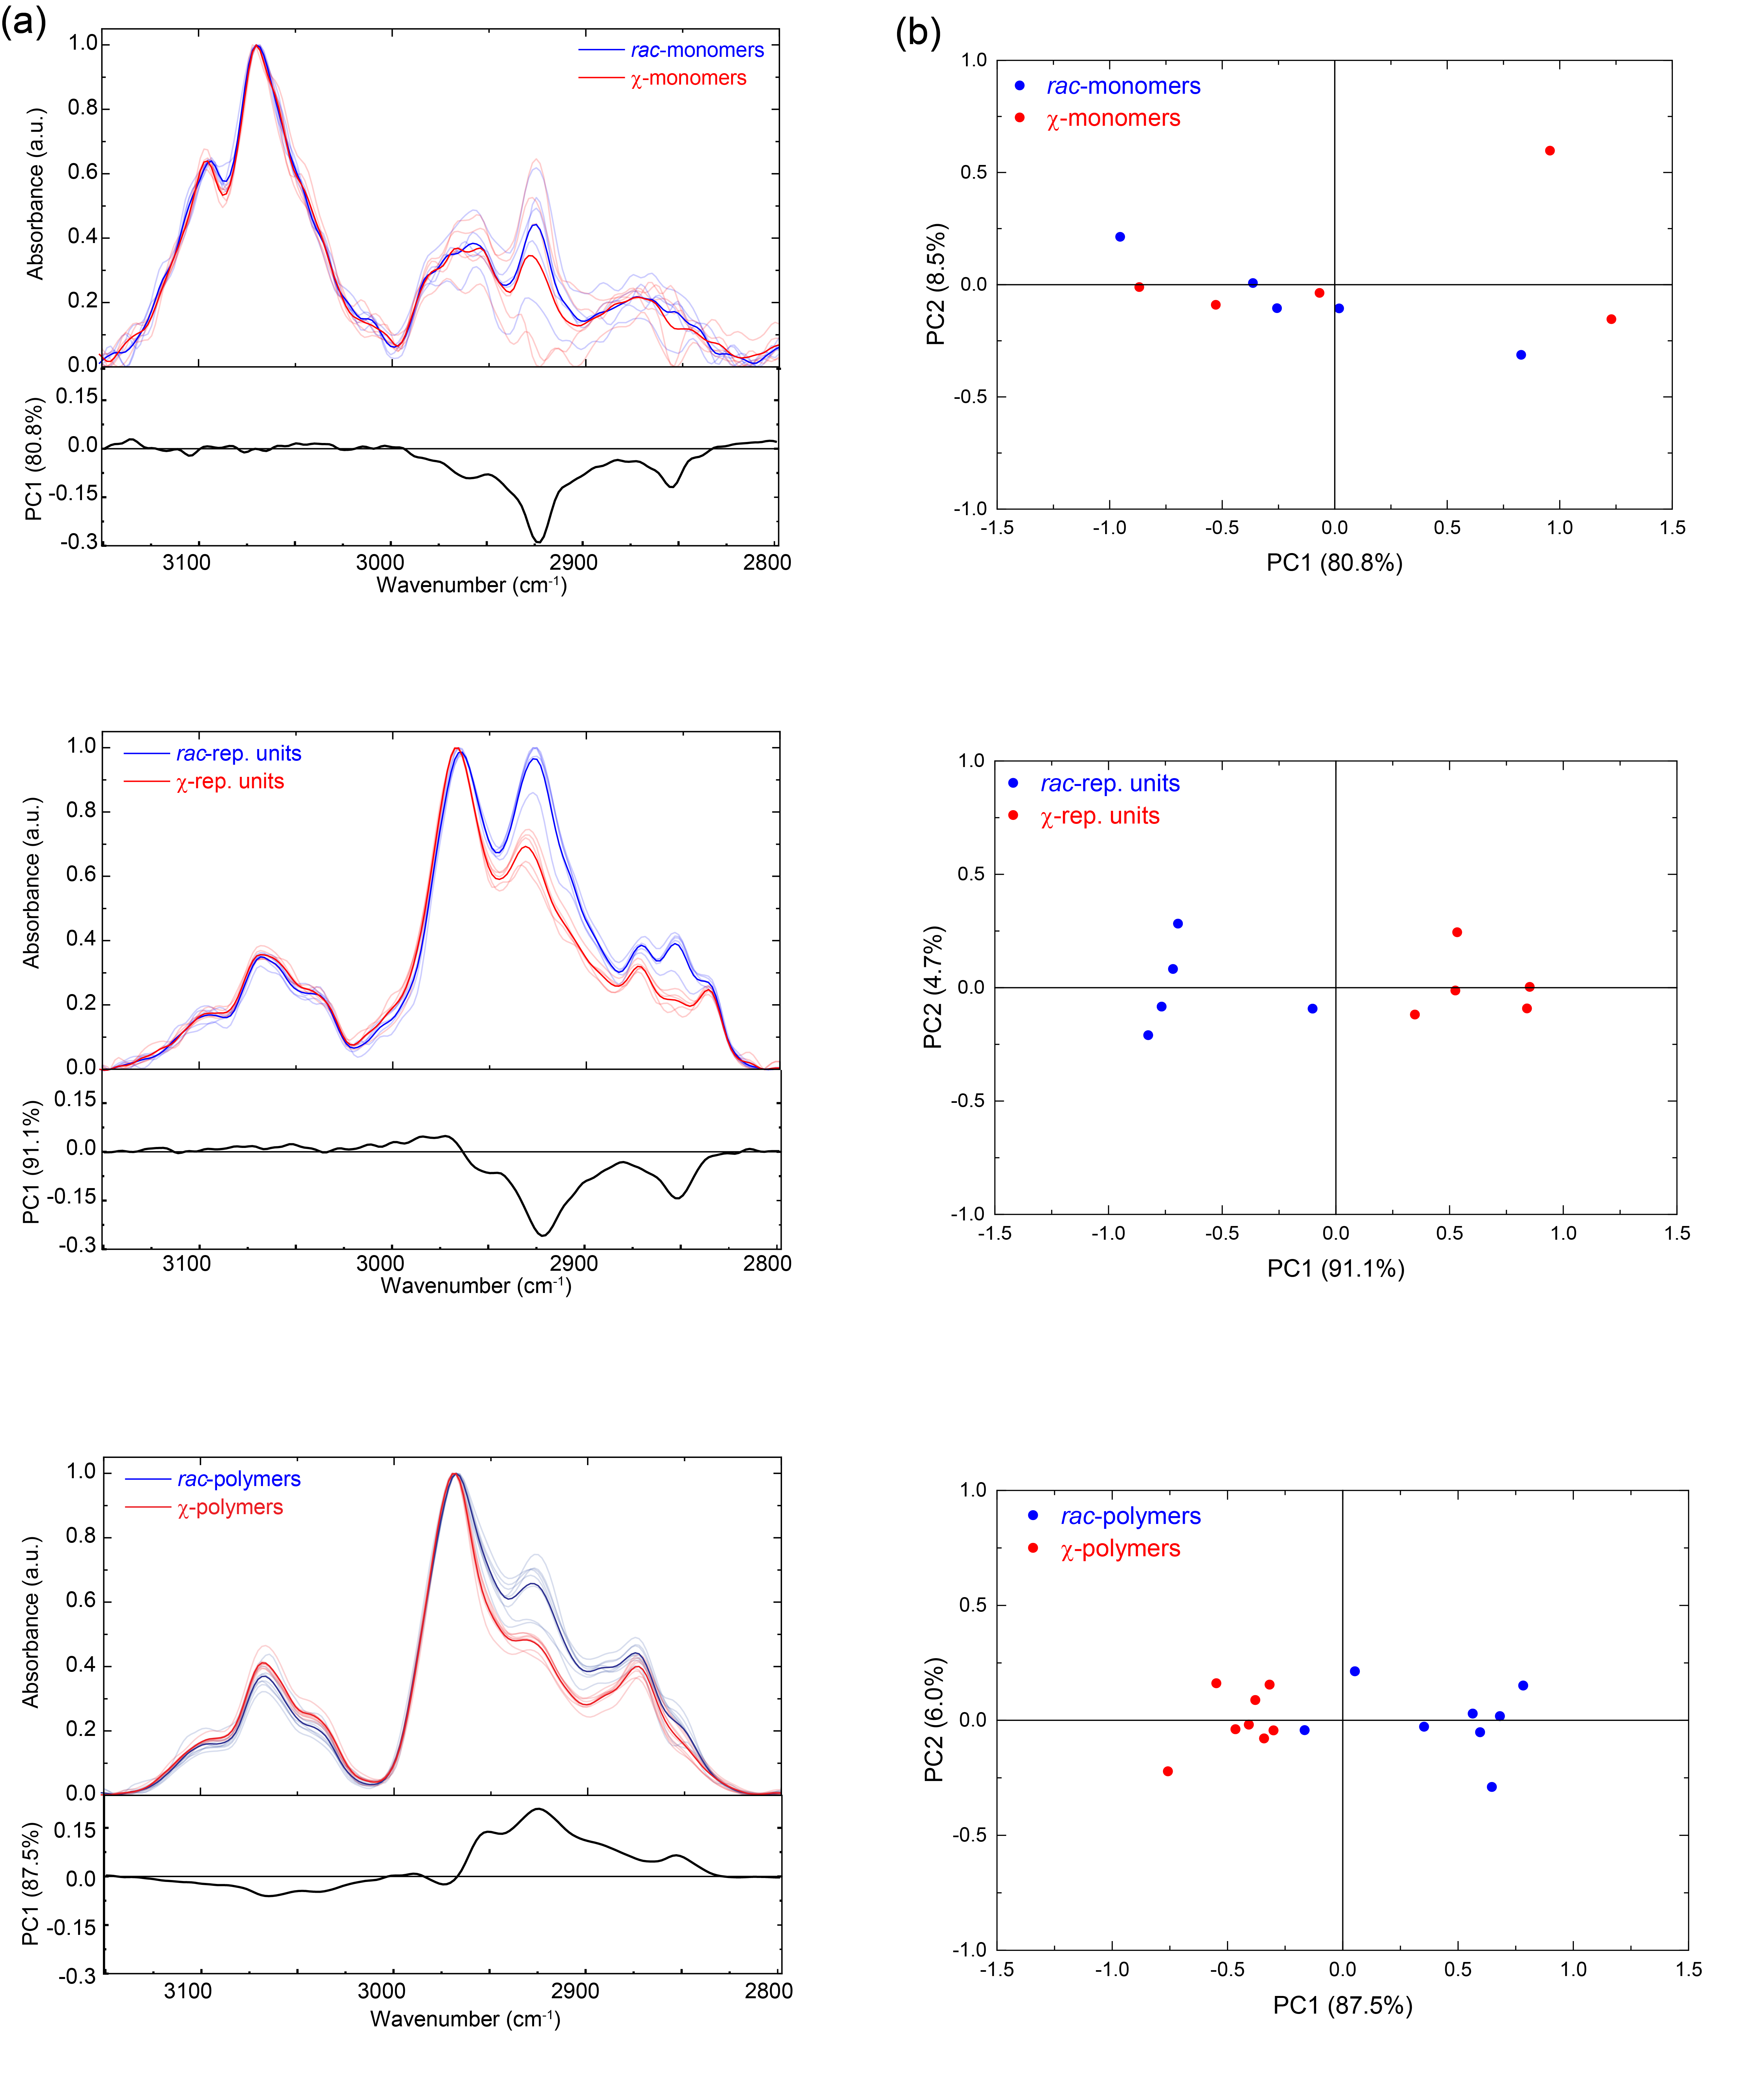 (a)
rac-monomers
χ-monomers
Absorbance (a.u.)
1.0
0.8
0.6
0.4
0.2
0.0
PC1 (80.8%)
0.15
0.0
-0.15
-0.3
3100 3000 2900 2800
Wavenumber (cm-1)
(b)
rac-monomers
χ-monomers
PC2 (8.5%)
1.0
0.5
0.0
-0.5
-1.0
-1.5 -1.0 -0.5 0.0 0.5 1.0 1.5
PC1 (80.8%)
rac-rep. units
χ-rep. units
Absorbance (a.u.)
1.0
0.8
0.6
0.4
0.2
0.0
PC1 (91.1%)
0.15
0.0
-0.15
-0.3
3100 3000 2900 2800
Wavenumber (cm-1)
rac-rep. units
χ-rep. units
PC2 (4.7%)
1.0
0.5
0.0
-0.5
-1.0
-1.5 -1.0 -0.5 0.0 0.5 1.0 1.5
PC1 (91.1%)
rac-polymers
χ-polymers
Absorbance (a.u.)
1.0
0.8
0.6
0.4
0.2
0.0
PC1 (87.5%)
0.15
0.0
-0.15
-0.3
3100 3000 2900 2800
Wavenumber (cm-1)
rac-polymers
χ-polymers
PC2 (6.0%)
1.0
0.5
0.0
-0.5
-1.0
-1.5 -1.0 -0.5 0.0 0.5 1.0 1.5
PC1 (87.5%)